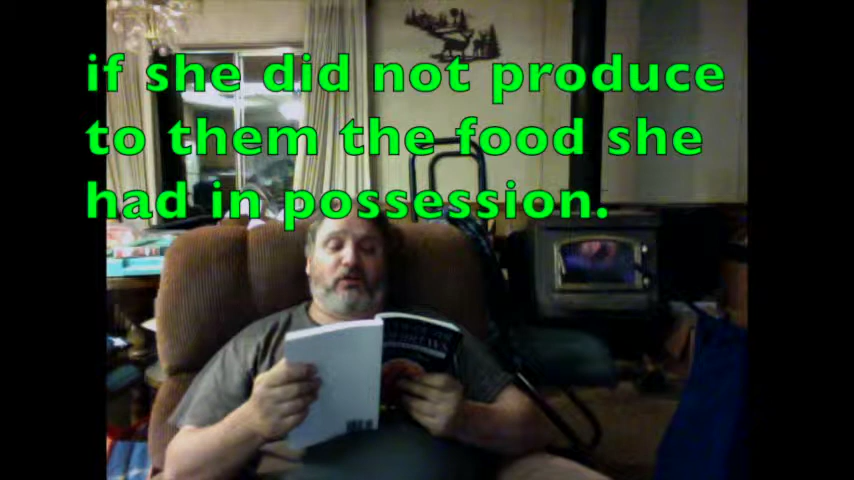 if she did not produce
to them the food she
had in possession.